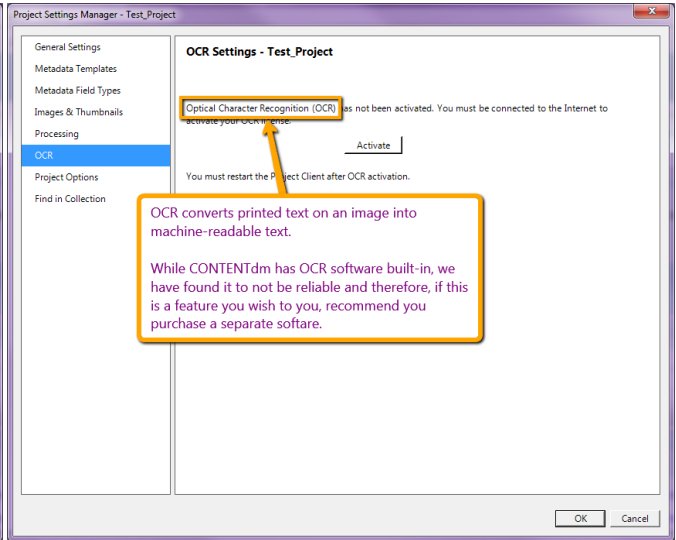 Project Settings Manager - Test_Project
x
General Settings
Metadata Templates
Metadata Field Types
Images & Thumbnails
Processing
OCR
Project Options
Find in Collection
OCR Settings - Test_Project
Optical Character Recognition (OCR) has not been activated. You must be connected to the Internet to
activate your OCR license.
Activate
You must restart the Project Client after OCR activation.
OCR converts printed text on an image into
machine-readable text.
While CONTENTdm has OCR software built-in, we
have found it to not be reliable and therefore, if this
is a feature you wish to you, recommend you
purchase a separate softare.
OK
Cancel